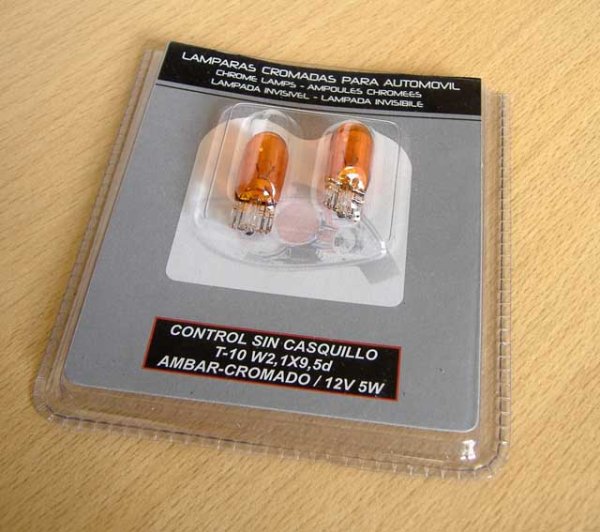 LAMPARAS CROMADAS PARA AUTOMOVIL
CHROME LAMPS - AMPOULES CHROMEES
LAMPADA INVISIVEL - LAMPADA INVISIBILE
CONTROL SIN CASQUILLO
T-10 W2,1X9,5d
AMBAR-CROMADO / 12V 5W